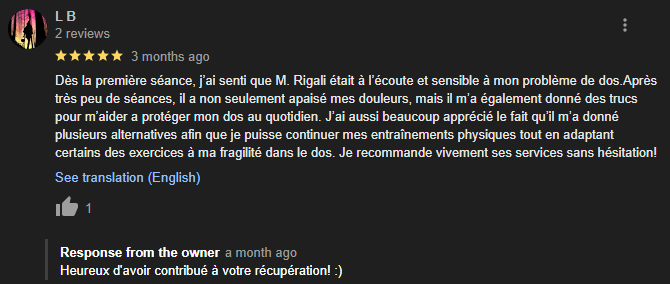 L B
2 reviews
3 months ago
Dès la première séance, j'ai senti que M. Rigali était à l'écoute et sensible à mon problème de dos.Après
très peu de séances, il a non seulement apaisé mes douleurs, mais il m'a également donné des trucs
pour m'aider a protéger mon dos au quotidien. J'ai aussi beaucoup apprécié le fait qu'il m'a donné
plusieurs alternatives afin que je puisse continuer mes entraînements physiques tout en adaptant
certains des exercices à ma fragilité dans le dos. Je recommande vivement ses services sans hésitation!
See translation (English)
1
Response from the owner a month ago
Heureux d'avoir contribué à votre récupération! :)